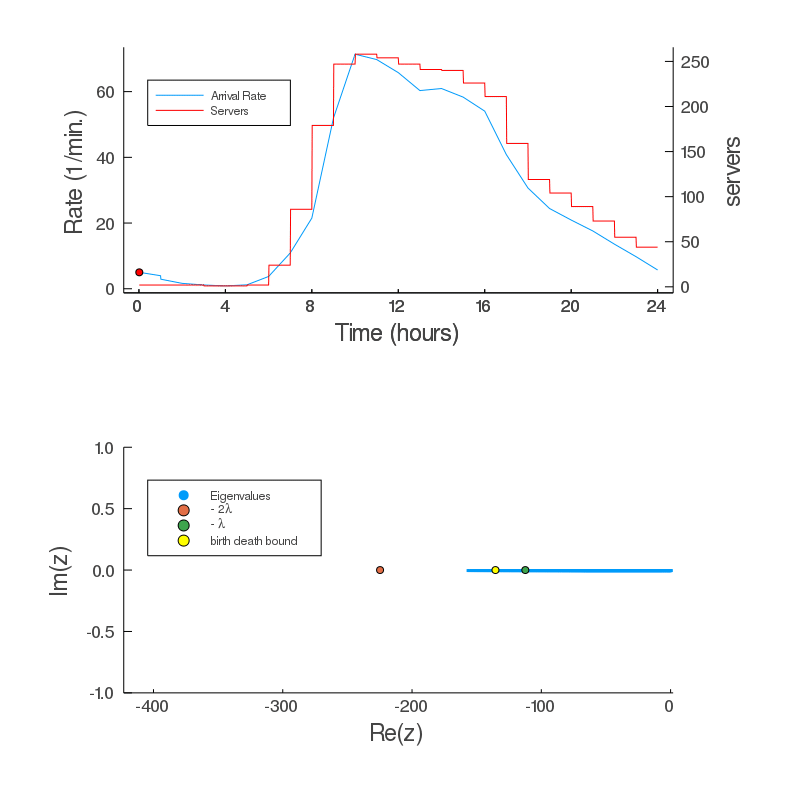 60
40
20
0
Rate (1/min.)
Arrival Rate
Servers
250
200
150
100
50
0
servers
0 4 8 12 16 20 24
Time (hours)
1.0
0.5
0.0
-0.5
-1.0
Im(z)
Eigenvalues
- 2λ
- λ
birth death bound
-400 -300 -200 -100 0
Re(z)